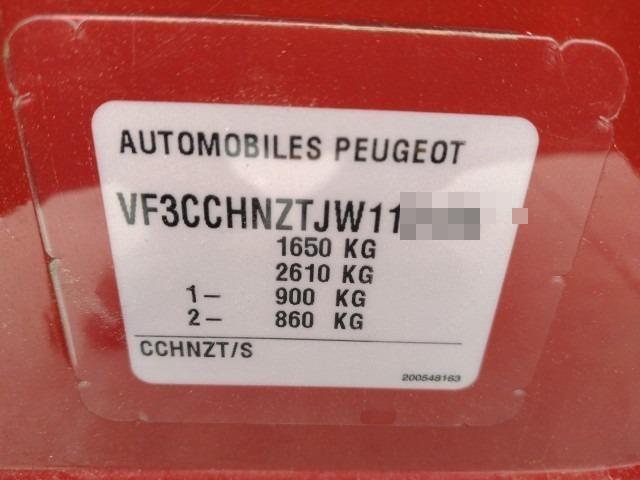 AUTOMOBILES PEUGEOT
VF3CCHNZTJW11
1650 KG
2610 KG
1– 900 KG
2– 860 KG
CCHNZT/S
200548163